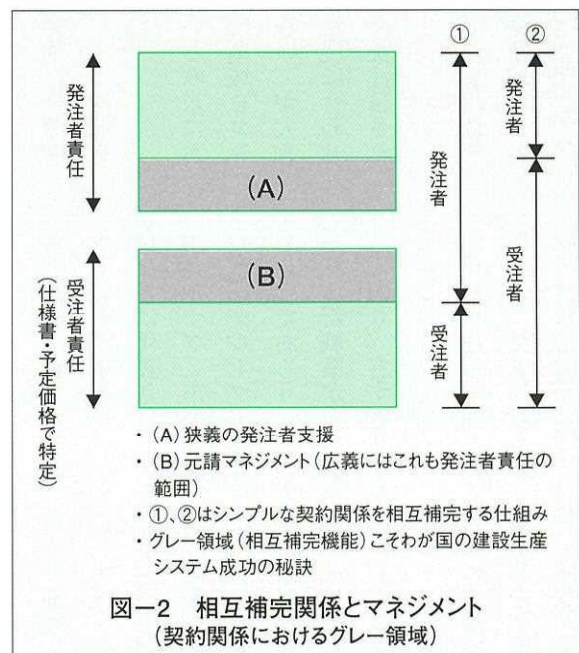 ①
②
発注者責任
(A)
発注者
発注者
受注者責任
(仕様書・予定価格で特定)
(B)
受注者
受注者
・(A)狭義の発注者支援
・(B)元請マネジメント(広義にはこれも発注者責任の
範囲)
・①、②はシンプルな契約関係を相互補完する仕組み
・グレー領域(相互補完機能)こそわが国の建設生産
システム成功の秘訣
図ー2 相互補完関係とマネジメント
(契約関係におけるグレー領域)